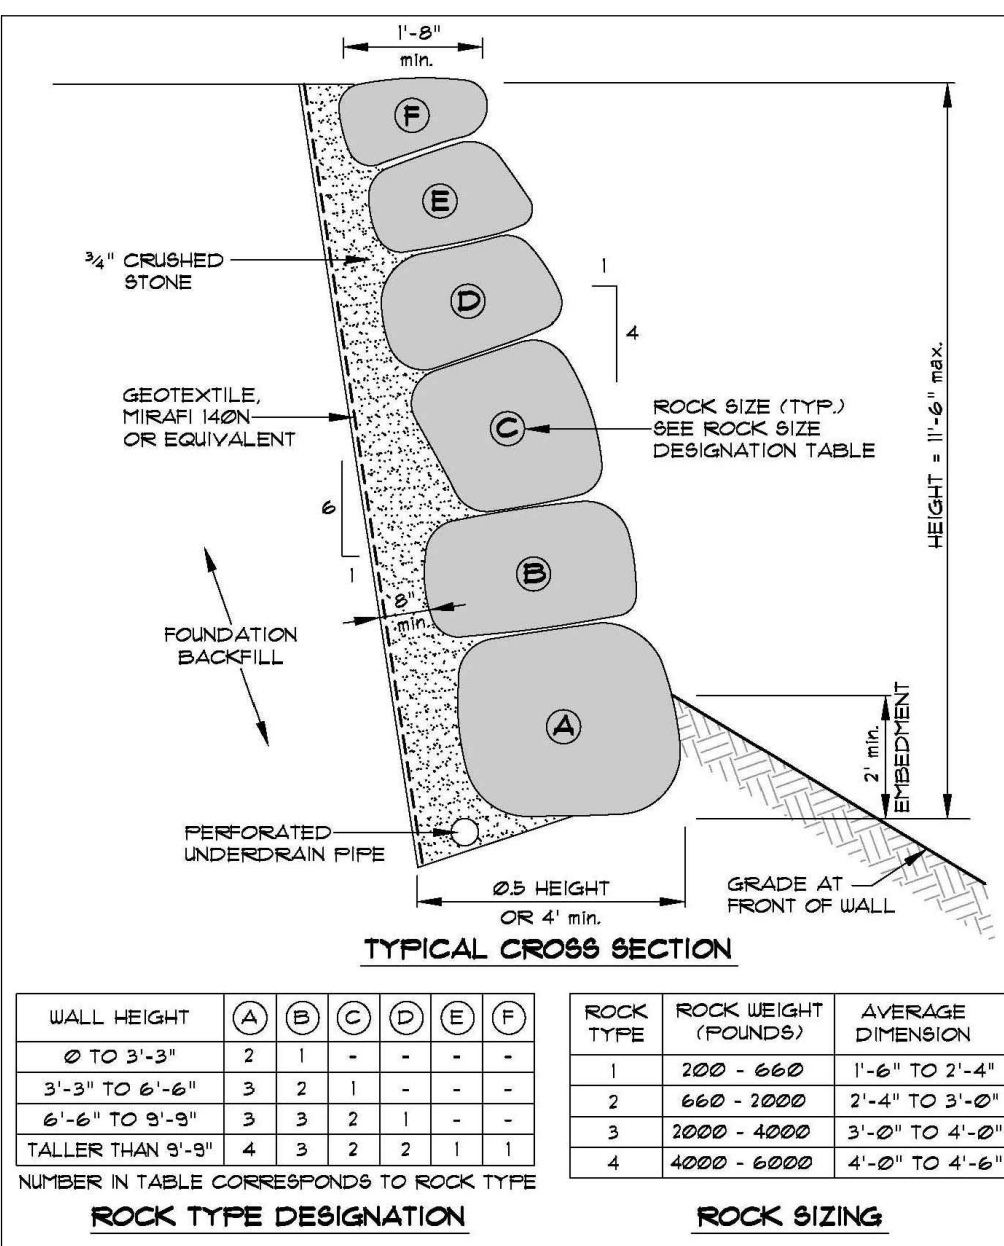 1'-8"
min.
F
E
¾" CRUSHED
STONE
1
D
4
GEOTEXTILE,
MIRAFI 140N
OR EQUIVALENT
ROCK SIZE (TYP.)
SEE ROCK SIZE
DESIGNATION TABLE
C
HEIGHT = 11'-6" max.
6
1
B
8"
min
FOUNDATION
BACKFILL
A
2' min.
EMBEDMENT
PERFORATED
UNDERDRAIN PIPE
0.5 HEIGHT
OR 4' min.
GRADE AT
FRONT OF WALL
TYPICAL CROSS SECTION
WALL HEIGHT A B C D E F
0 TO 3'-3" 2 1 - - - -
3'-3" TO 6'-6" 3 2 1 - - -
6'-6" TO 9'-9" 3 3 2 1 - -
TALLER THAN 9'-9" 4 3 2 2 1 1
NUMBER IN TABLE CORRESPONDS TO ROCK TYPE
ROCK TYPE DESIGNATION
ROCK
TYPE
ROCK WEIGHT
(POUNDS)
AVERAGE
DIMENSION
1 200 - 660 1'-6" TO 2'-4"
2 660 - 2000 2'-4" TO 3'-0"
3 2000 - 4000 3'-0" TO 4'-0"
4 4000 - 6000 4'-0" TO 4'-6"
ROCK SIZING